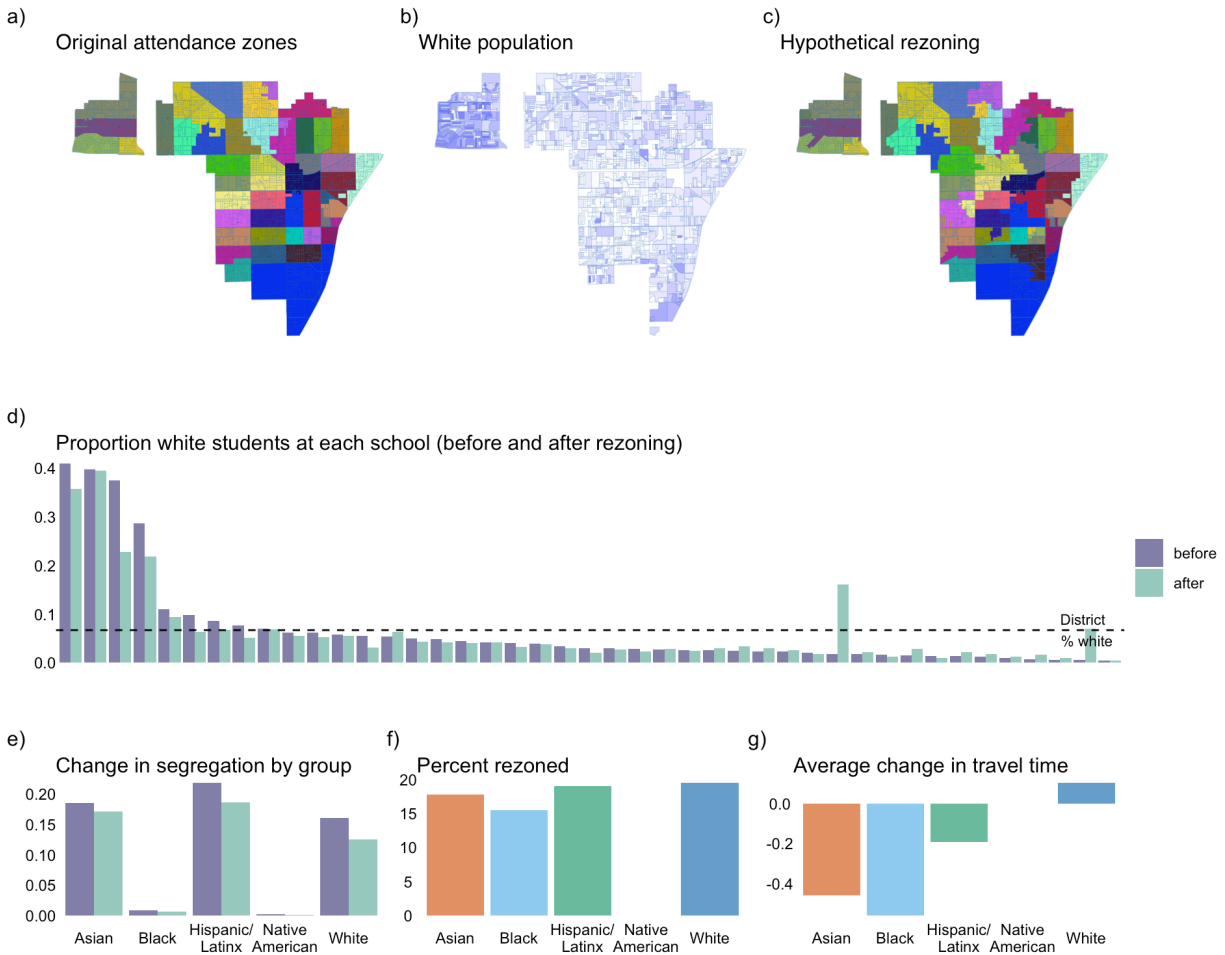 a)
Original attendance zones
b)
White population
c)
Hypothetical rezoning
d)
Proportion white students at each school (before and after rezoning)
0.4
0.3
0.2
0.1
0.0
District
% white
before
after
e)
Change in segregation by group
0.20
0.15
0.10
0.05
0.00
Asian
Black
Hispanic/
Latinx
Native
American
White
f)
Percent rezoned
20
15
10
5
0
Asian
Black
Hispanic/
Latinx
Native
American
White
g)
Average change in travel time
0.0
-0.2
-0.4
Asian
Black
Hispanic/
Latinx
Native
American
White